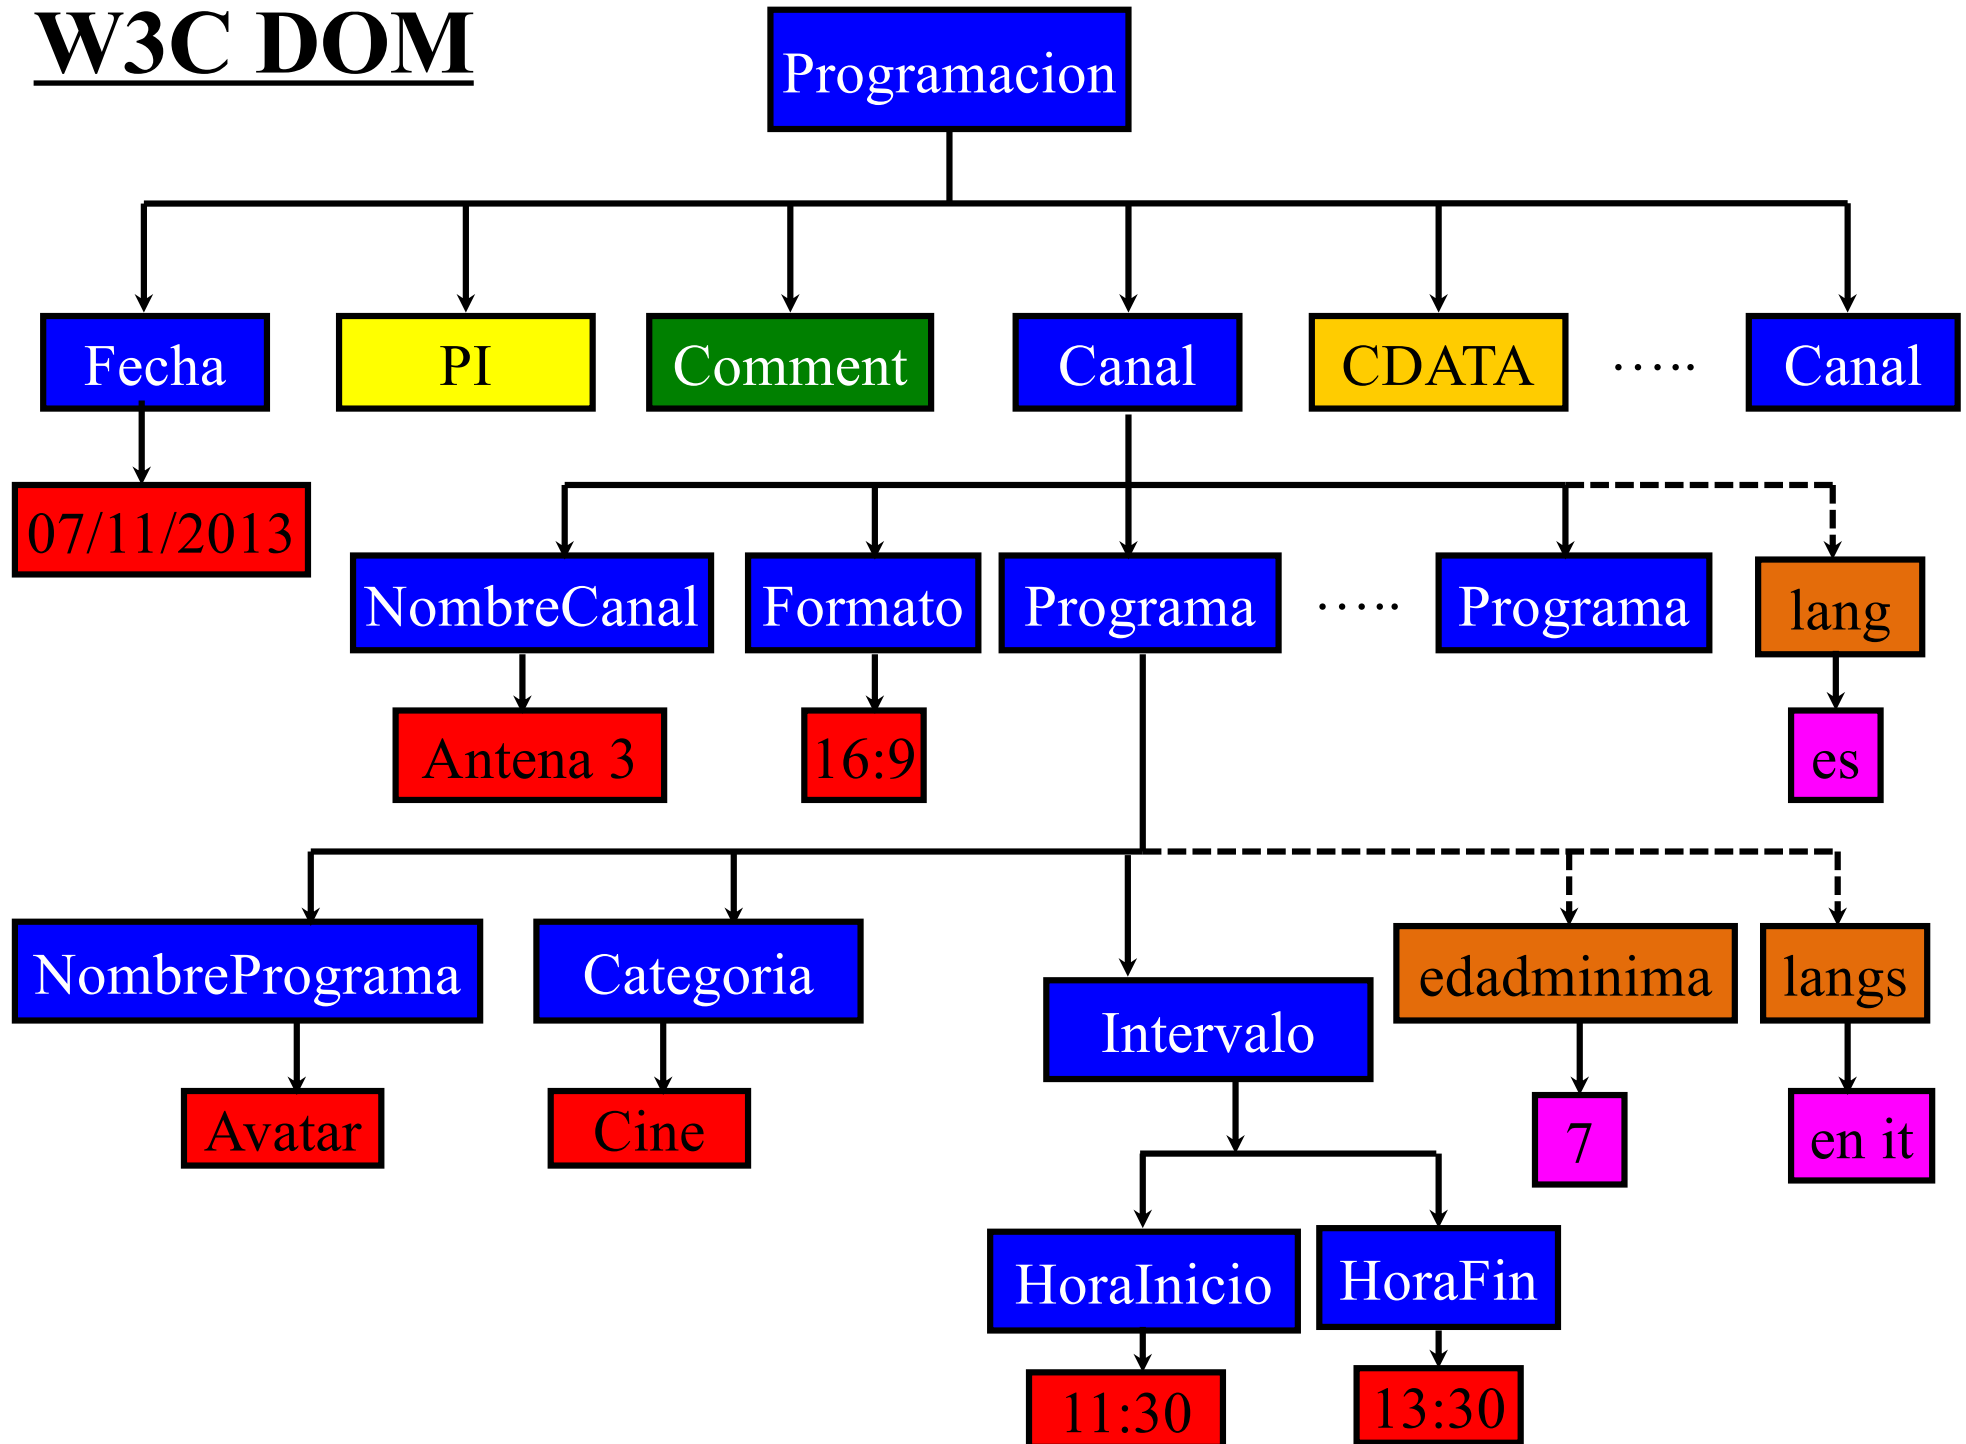 W3C DOM
Programacion
Fecha
PI
Comment
Canal
CDATA
.....
Canal
07/11/2013
NombreCanal
Formato
Programa
.....
Programa
lang
Antena 3
16:9
es
NombrePrograma
Categoria
Intervalo
edadminima
langs
Avatar
Cine
7
en it
HoraInicio
HoraFin
11:30
13:30